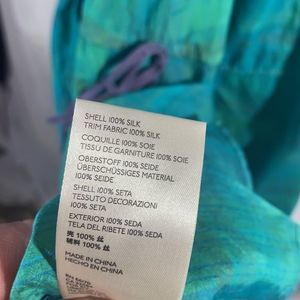 SHELL 100% SILK
TRIM FABRIC 100% SILK
COQUILLE 100% SOIE
TISSU DE GARNITURE 100% SOIE
OBERSTOFF 100% SEIDE
ÜBERSCHÜSSIGES MATERIAL
100% SEIDE
SHELL 100% SETA
TESSUTO DECORAZIONI
100% SETA
EXTERIOR 100% SEDA
TELA DEL RIBETE 100% SEDA
壳 100% 丝
辅料 100% 丝
MADE IN CHINA
HECHO EN CHINA